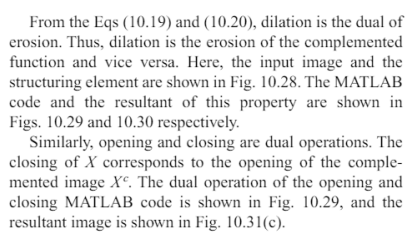 From the Eqs (10.19) and (10.20), dilation is the dual of
erosion. Thus, dilation is the erosion of the complemented
function and vice versa. Here, the input image and the
structuring element are shown in Fig. 10.28. The MATLAB
code and the resultant of this property are shown in
Figs. 10.29 and 10.30 respectively.
Similarly, opening and closing are dual operations. The
closing of X corresponds to the opening of the comple-
mented image Xᶜ. The dual operation of the opening and
closing MATLAB code is shown in Fig. 10.29, and the
resultant image is shown in Fig. 10.31(c).